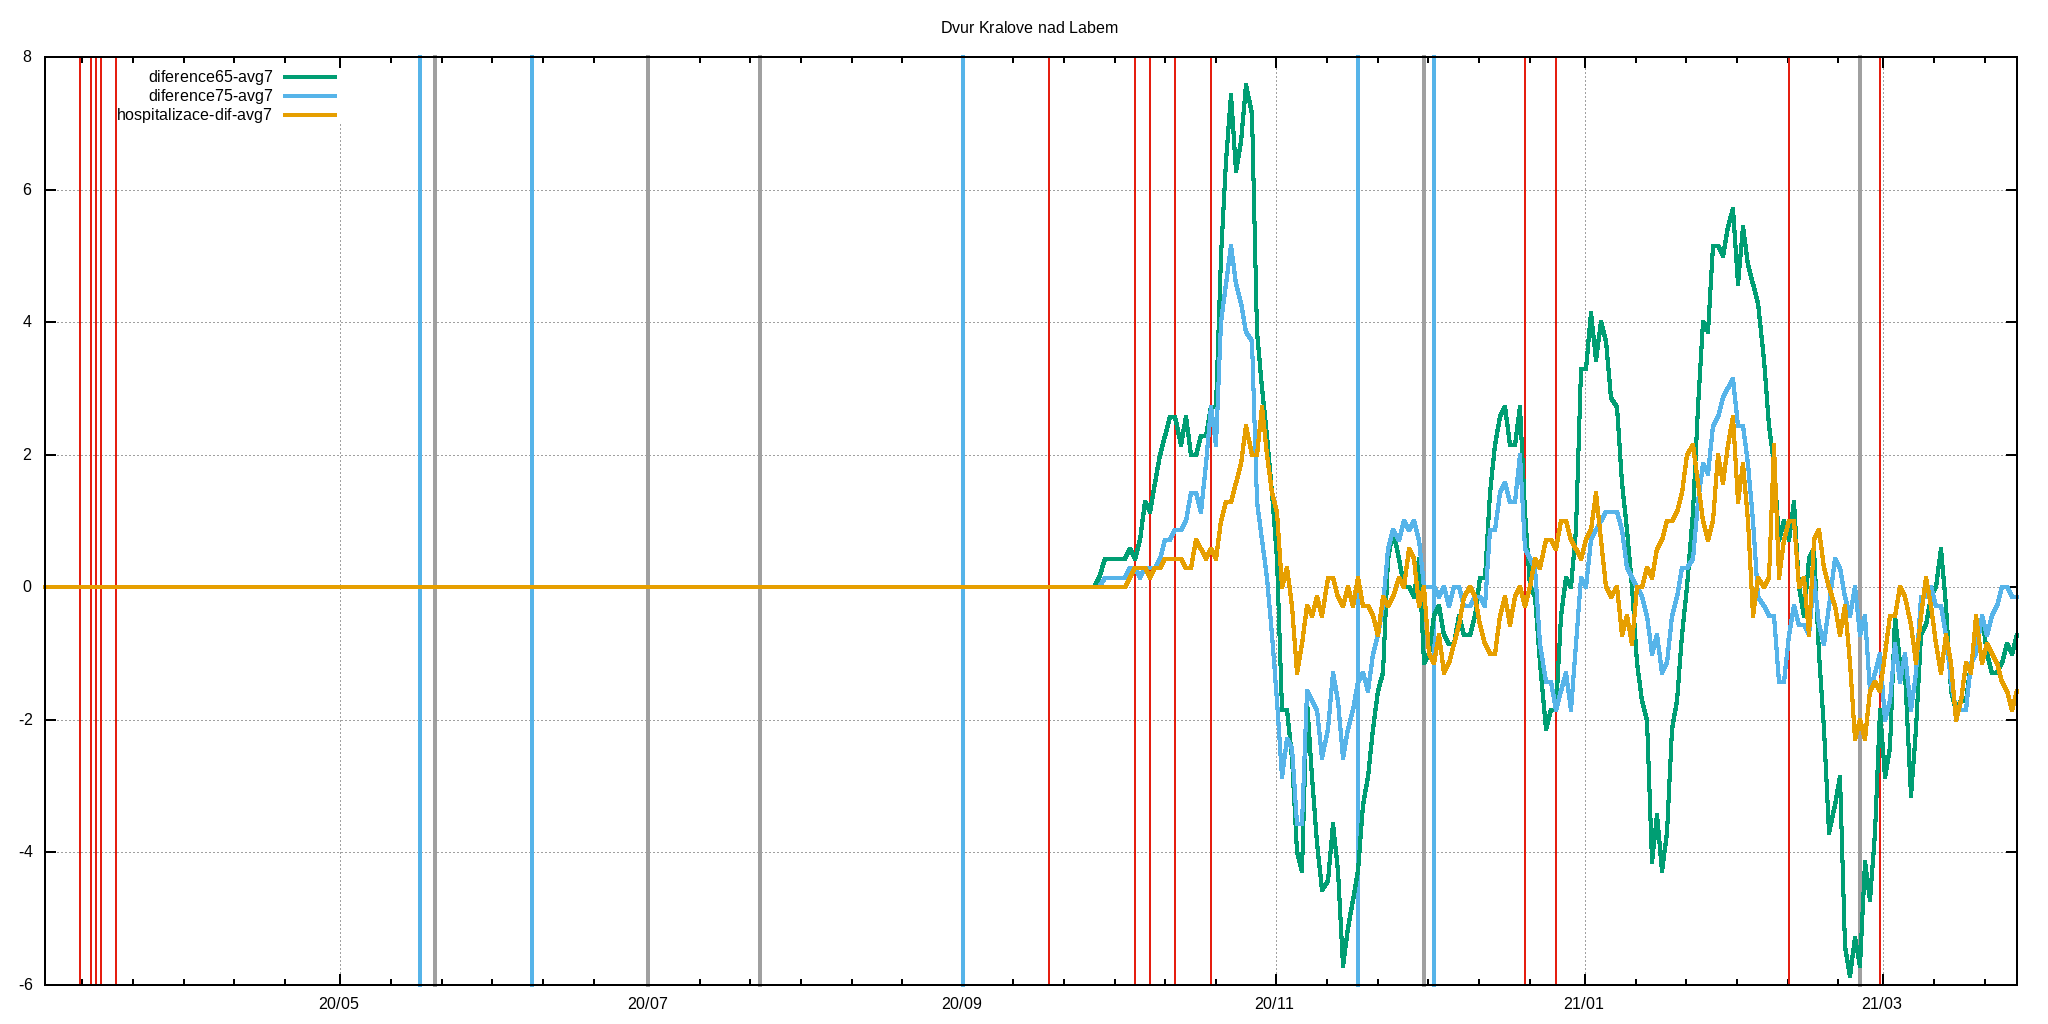 Dvur Kralove nad Labem
8
diference65-avg7
diference75-avg7
hospitalizace-dif-avg7
6
4
2
0
-2
-4
-6
20/05 20/07 20/09 20/11 21/01 21/03